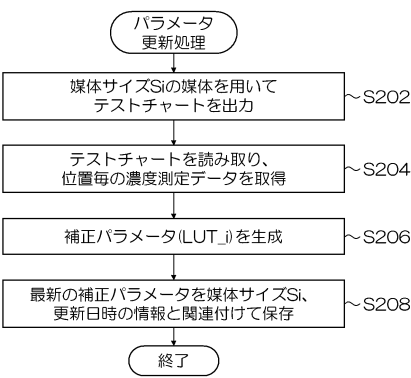 パラメータ
更新処理
媒体サイズSiの媒体を用いて
テストチャートを出力
S202
テストチャートを読み取り、
位置毎の濃度測定データを取得
S204
補正パラメータ(LUT_i)を生成
S206
最新の補正パラメータを媒体サイズSi、
更新日時の情報と関連付けて保存
S208
終了